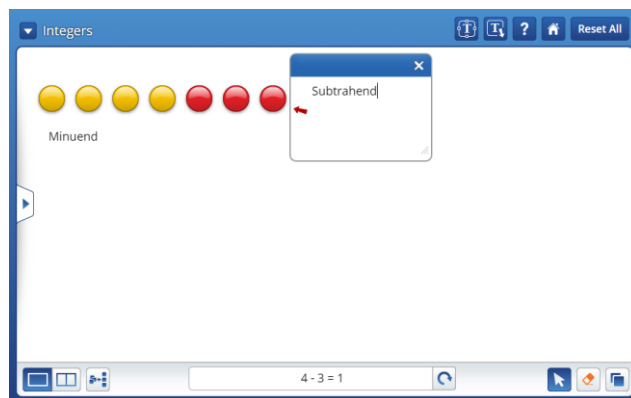 Integers
T
T
?
Reset All
Subtrahend
Minuend
4 - 3 = 1